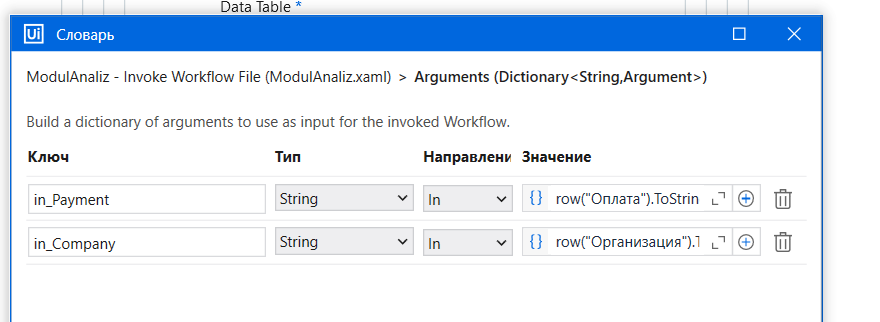 Data Table *
Ui Словарь
ModulAnaliz - Invoke Workflow File (ModulAnaliz.xaml) > Arguments (Dictionary<String,Argument>)
Build a dictionary of arguments to use as input for the invoked Workflow.
Ключ Тип Направлени Значение
in_Payment String In {} row("Оплата").ToStrin
in_Company String In {} row("Организация").T